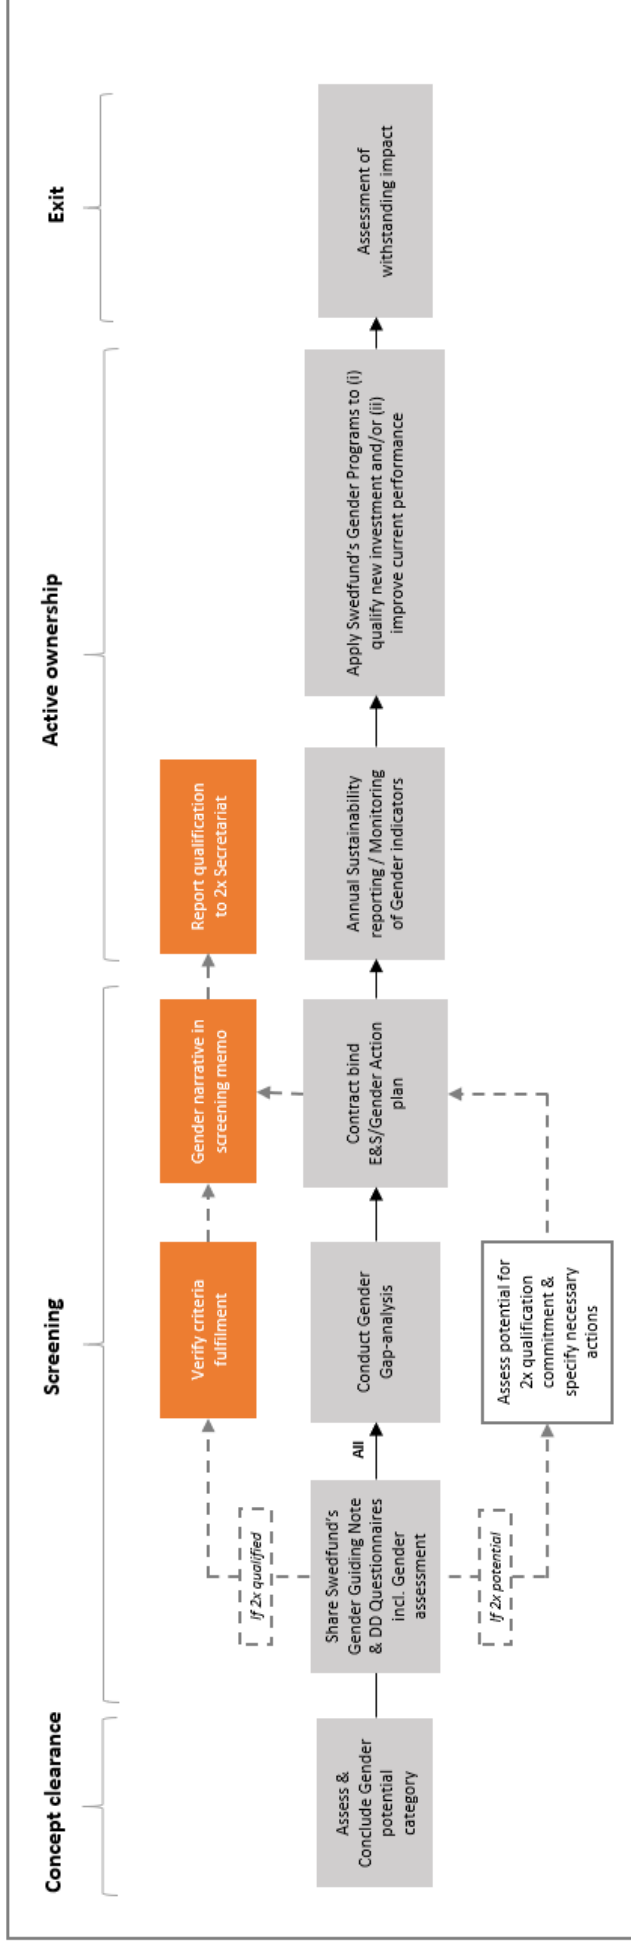 Concept clearance
Screening
Active ownership
Exit
Assess &
Conclude Gender
potential
category
Share Swedfund's
Gender Guiding Note
& DD Questionnaires
incl. Gender
assessment
If 2x qualified
If 2x potential
All
Verify criteria
fulfilment
Conduct Gender
Gap-analysis
Assess potential for
2x qualification
commitment &
specify necessary
actions
Gender narrative in
screening memo
Contract bind
E&S/Gender Action
plan
Report qualification
to 2x Secretariat
Annual Sustainability
reporting / Monitoring
of Gender indicators
Apply Swedfund's Gender Programs to (i)
qualify new investment and/or (ii)
improve current performance
Assessment of
withstanding impact